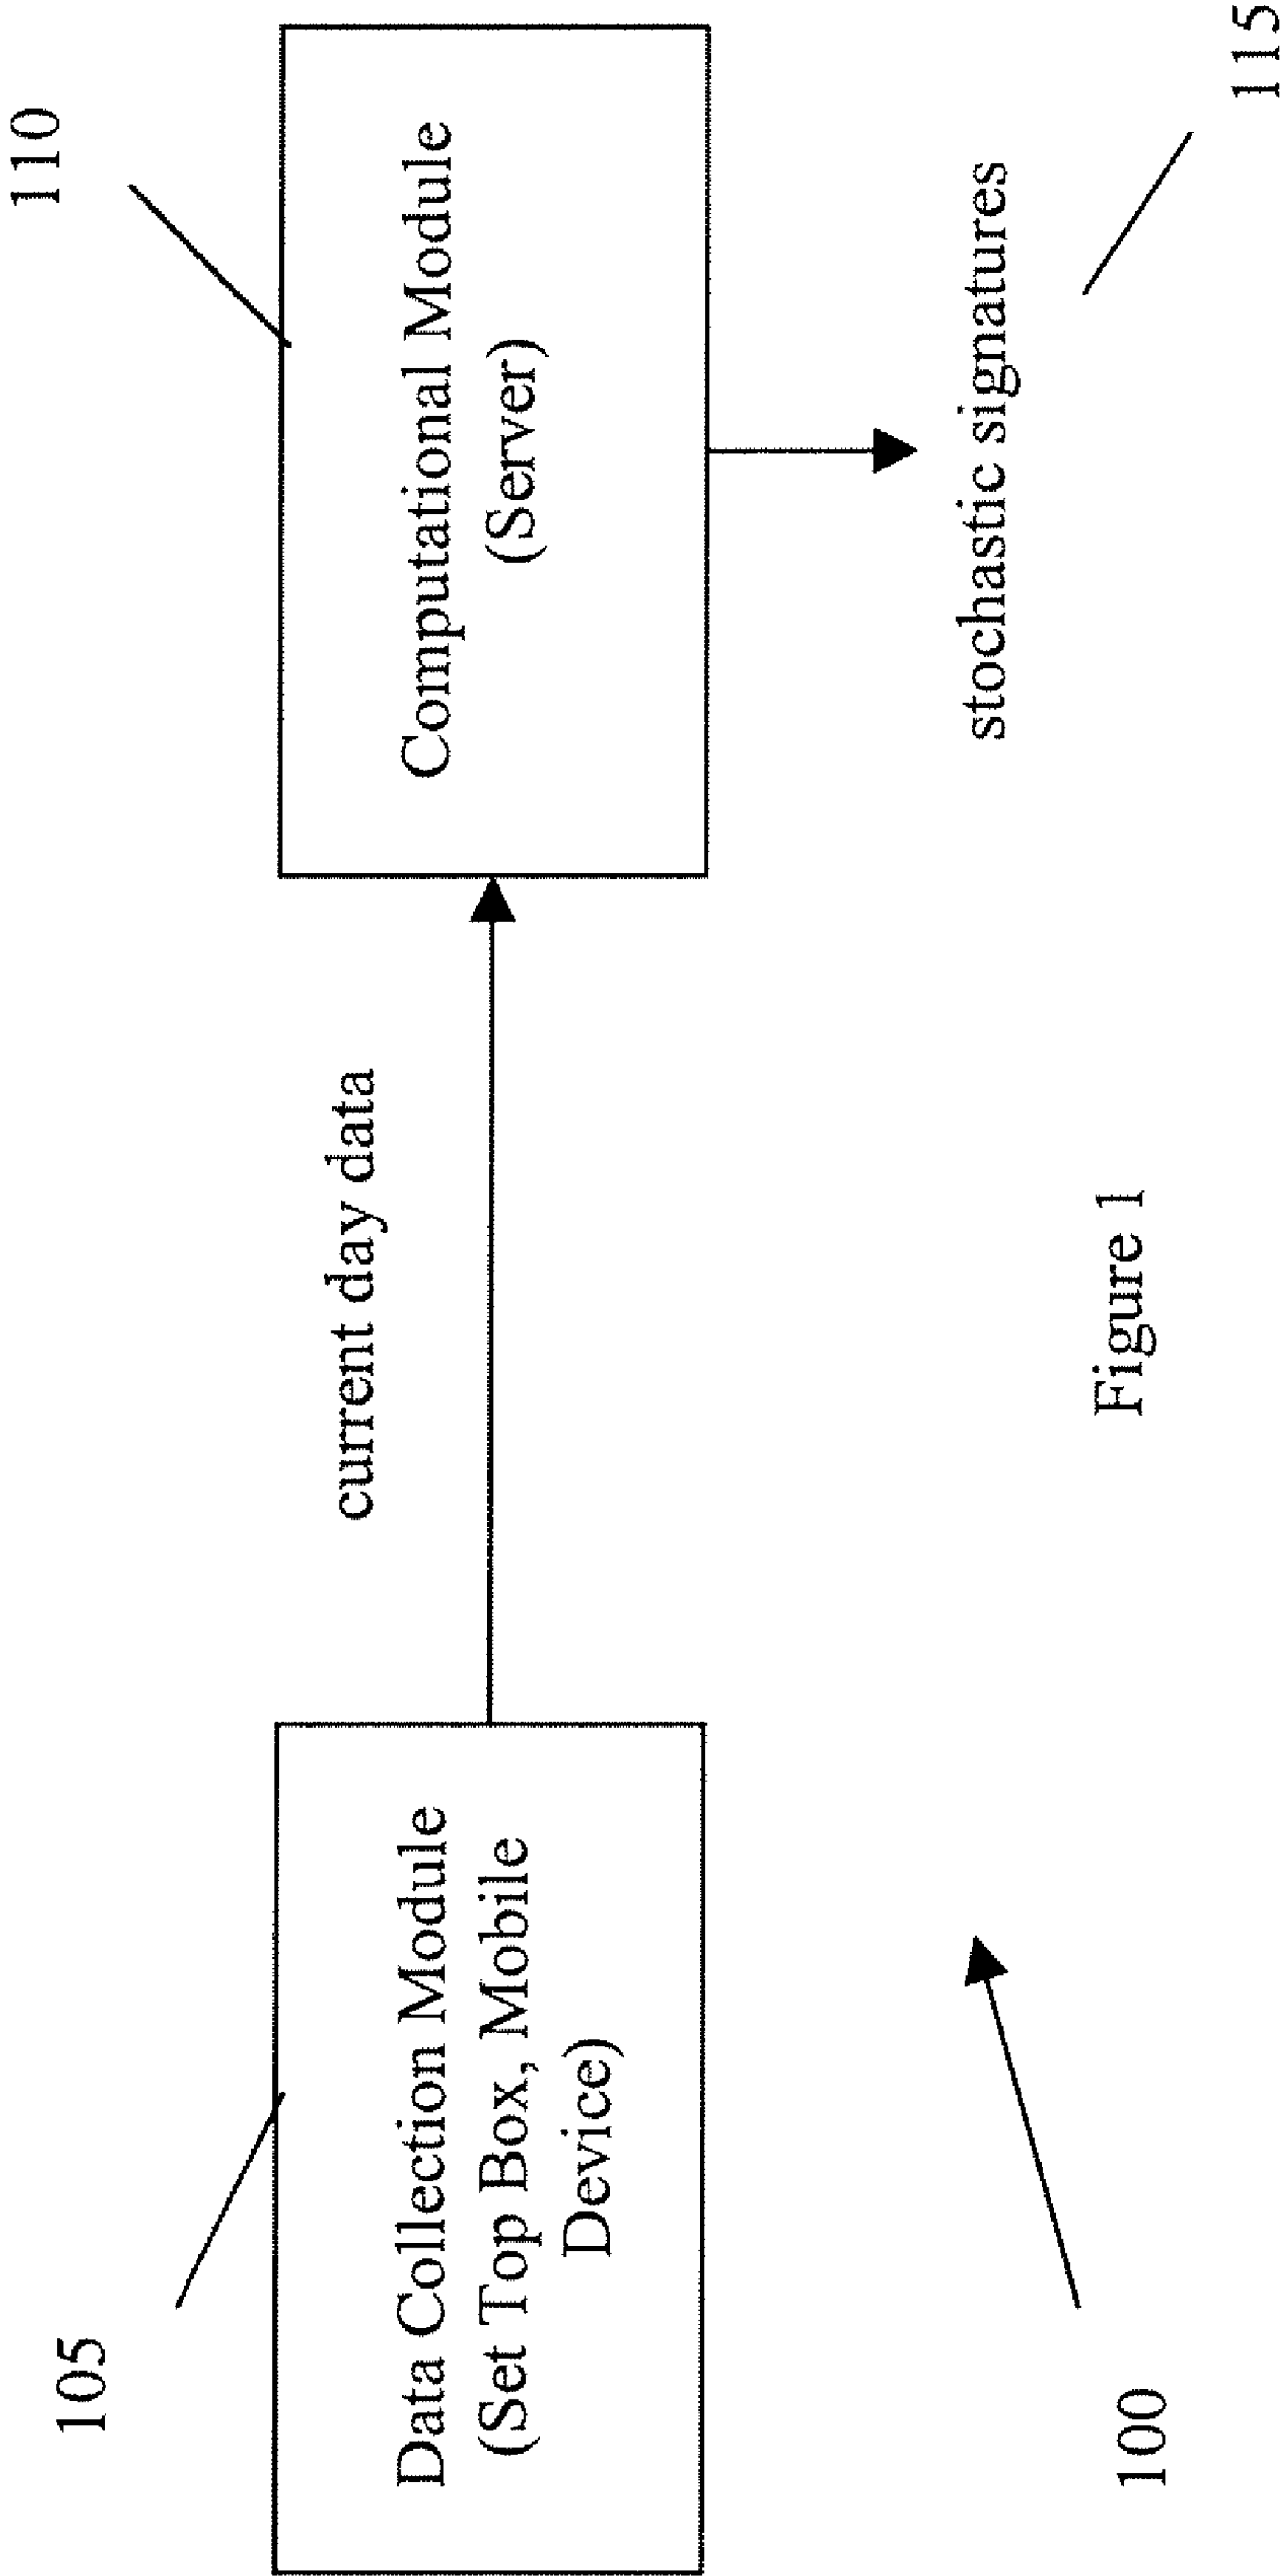 105
110
Data Collection Module
(Set Top Box, Mobile
Device)
current day data
Computational Module
(Server)
stochastic signatures
115
100
Figure 1